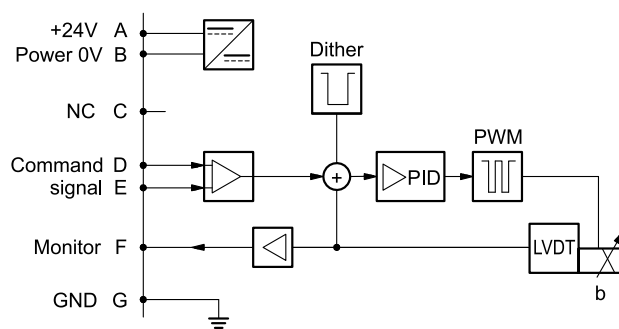 +24V A
Power 0V B
Dither
NC C
PWM
Command D
signal E
+
PID
Monitor F
LVDT
b
GND G